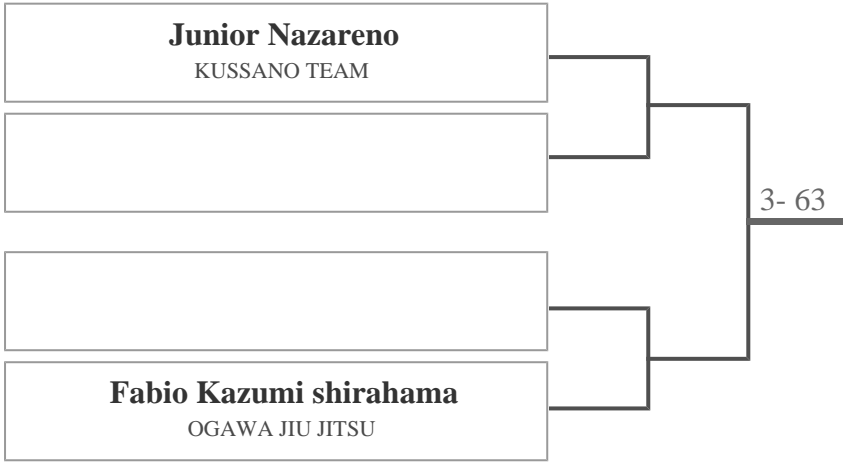 Junior Nazareno
KUSSANO TEAM
3- 63
Fabio Kazumi shirahama
OGAWA JIU JITSU